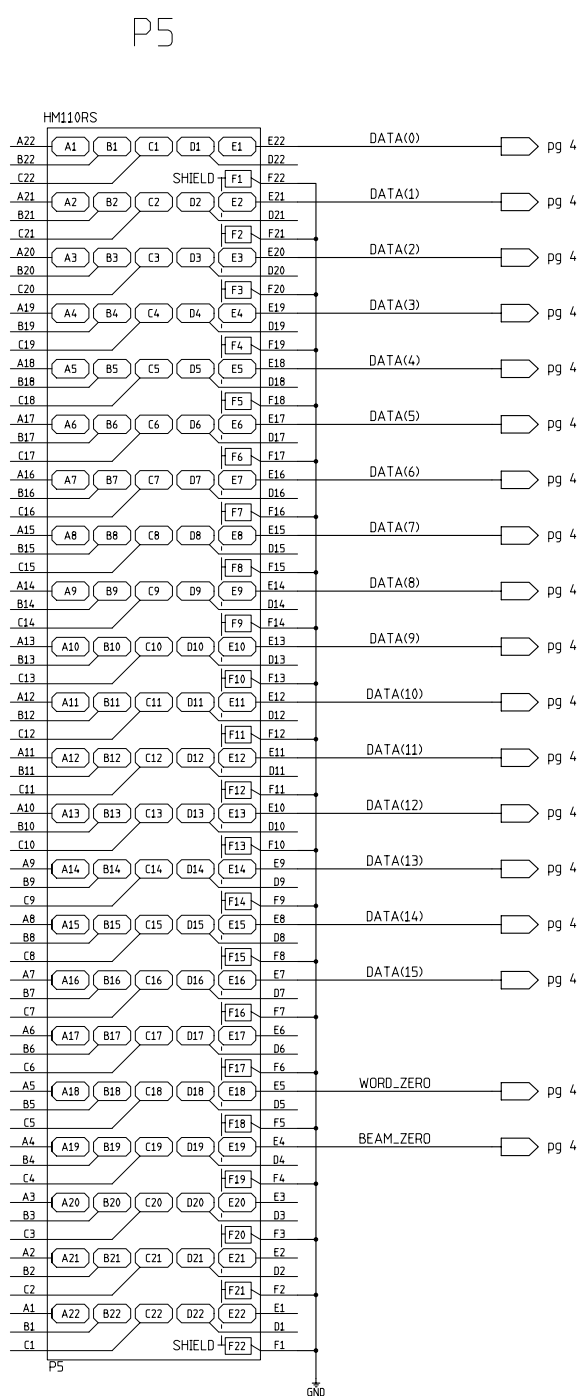 P5
HM110RS
A22 A1 B1 C1 D1 E1 E22 DATA(0) pg 4
B22 D22
C22 SHIELD F1 F22
A21 A2 B2 C2 D2 E2 E21 DATA(1) pg 4
B21 D21
C21 F2 F21
A20 A3 B3 C3 D3 E3 E20 DATA(2) pg 4
B20 D20
C20 F3 F20
A19 A4 B4 C4 D4 E4 E19 DATA(3) pg 4
B19 D19
C19 F4 F19
A18 A5 B5 C5 D5 E5 E18 DATA(4) pg 4
B18 D18
C18 F5 F18
A17 A6 B6 C6 D6 E6 E17 DATA(5) pg 4
B17 D17
C17 F6 F17
A16 A7 B7 C7 D7 E7 E16 DATA(6) pg 4
B16 D16
C16 F7 F16
A15 A8 B8 C8 D8 E8 E15 DATA(7) pg 4
B15 D15
C15 F8 F15
A14 A9 B9 C9 D9 E9 E14 DATA(8) pg 4
B14 D14
C14 F9 F14
A13 A10 B10 C10 D10 E10 E13 DATA(9) pg 4
B13 D13
C13 F10 F13
A12 A11 B11 C11 D11 E11 E12 DATA(10) pg 4
B12 D12
C12 F11 F12
A11 A12 B12 C12 D12 E12 E11 DATA(11) pg 4
B11 D11
C11 F12 F11
A10 A13 B13 C13 D13 E13 E10 DATA(12) pg 4
B10 D10
C10 F13 F10
A9 A14 B14 C14 D14 E14 E9 DATA(13) pg 4
B9 D9
C9 F14 F9
A8 A15 B15 C15 D15 E15 E8 DATA(14) pg 4
B8 D8
C8 F15 F8
A7 A16 B16 C16 D16 E16 E7 DATA(15) pg 4
B7 D7
C7 F16 F7
A6 A17 B17 C17 D17 E17 E6
B6 D6
C6 F17 F6
A5 A18 B18 C18 D18 E18 E5 WORD_ZERO pg 4
B5 D5
C5 F18 F5
A4 A19 B19 C19 D19 E19 E4 BEAM_ZERO pg 4
B4 D4
C4 F19 F4
A3 A20 B20 C20 D20 E20 E3
B3 D3
C3 F20 F3
A2 A21 B21 C21 D21 E21 E2
B2 D2
C2 F21 F2
A1 A22 B22 C22 D22 E22 E1
B1 D1
C1 SHIELD F22 F1
P5
GND